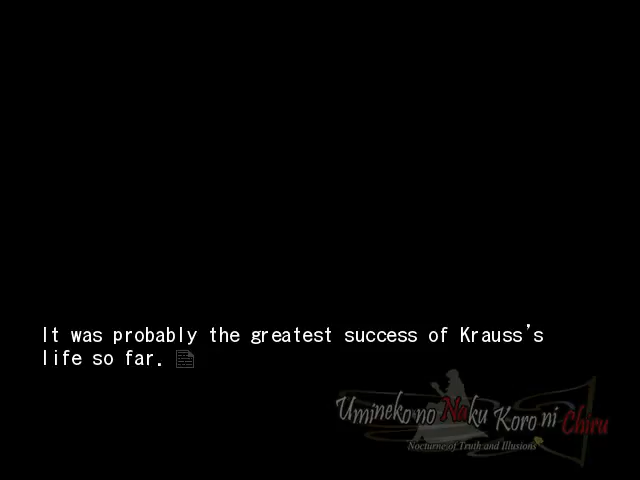 It was probably the greatest success of Krauss's
life so far.
Umineko no Naku Koro ni Chiru
Nocturne of Truth and Illusions